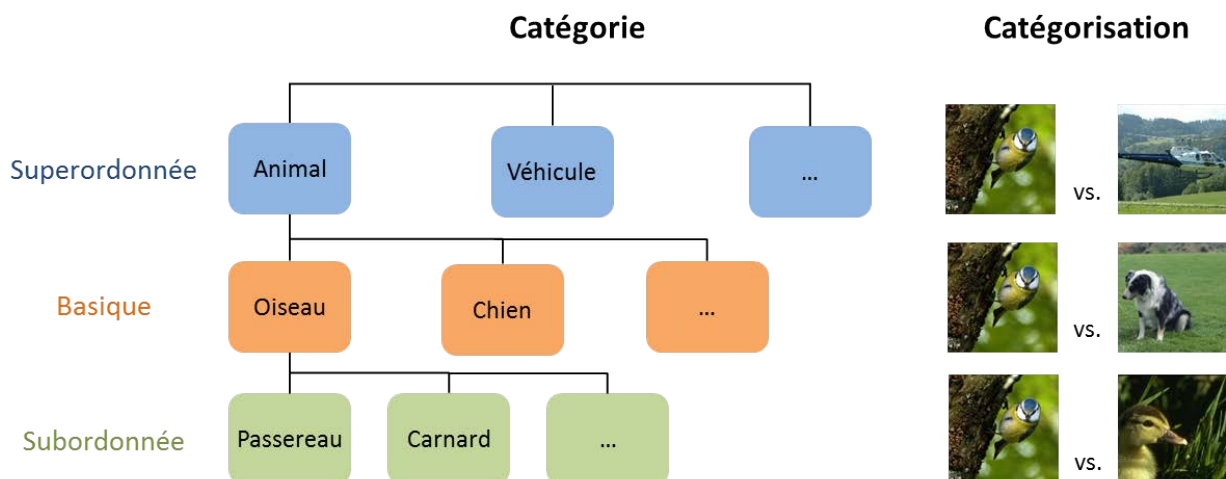 Catégorie
Catégorisation
Superordonnée
Animal
Véhicule
...
vs.
Basique
Oiseau
Chien
...
vs.
Subordonnée
Passereau
Carnard
...
vs.